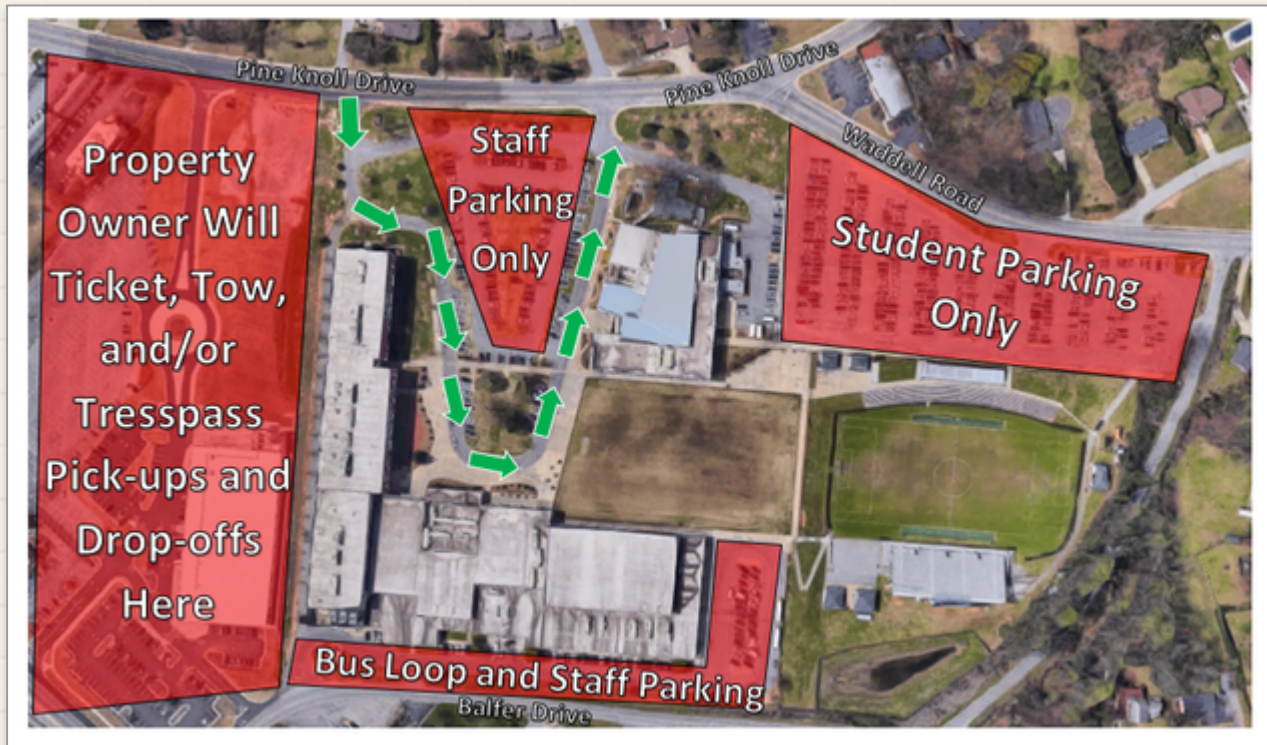 Pine Knoll Drive
Pine Knoll Drive
Waddell Road
Property
Owner Will
Ticket, Tow,
and/or
Tresspass
Pick-ups and
Drop-offs
Here
Staff
Parking
Only
Student Parking
Only
Bus Loop and Staff Parking
Balfer Drive